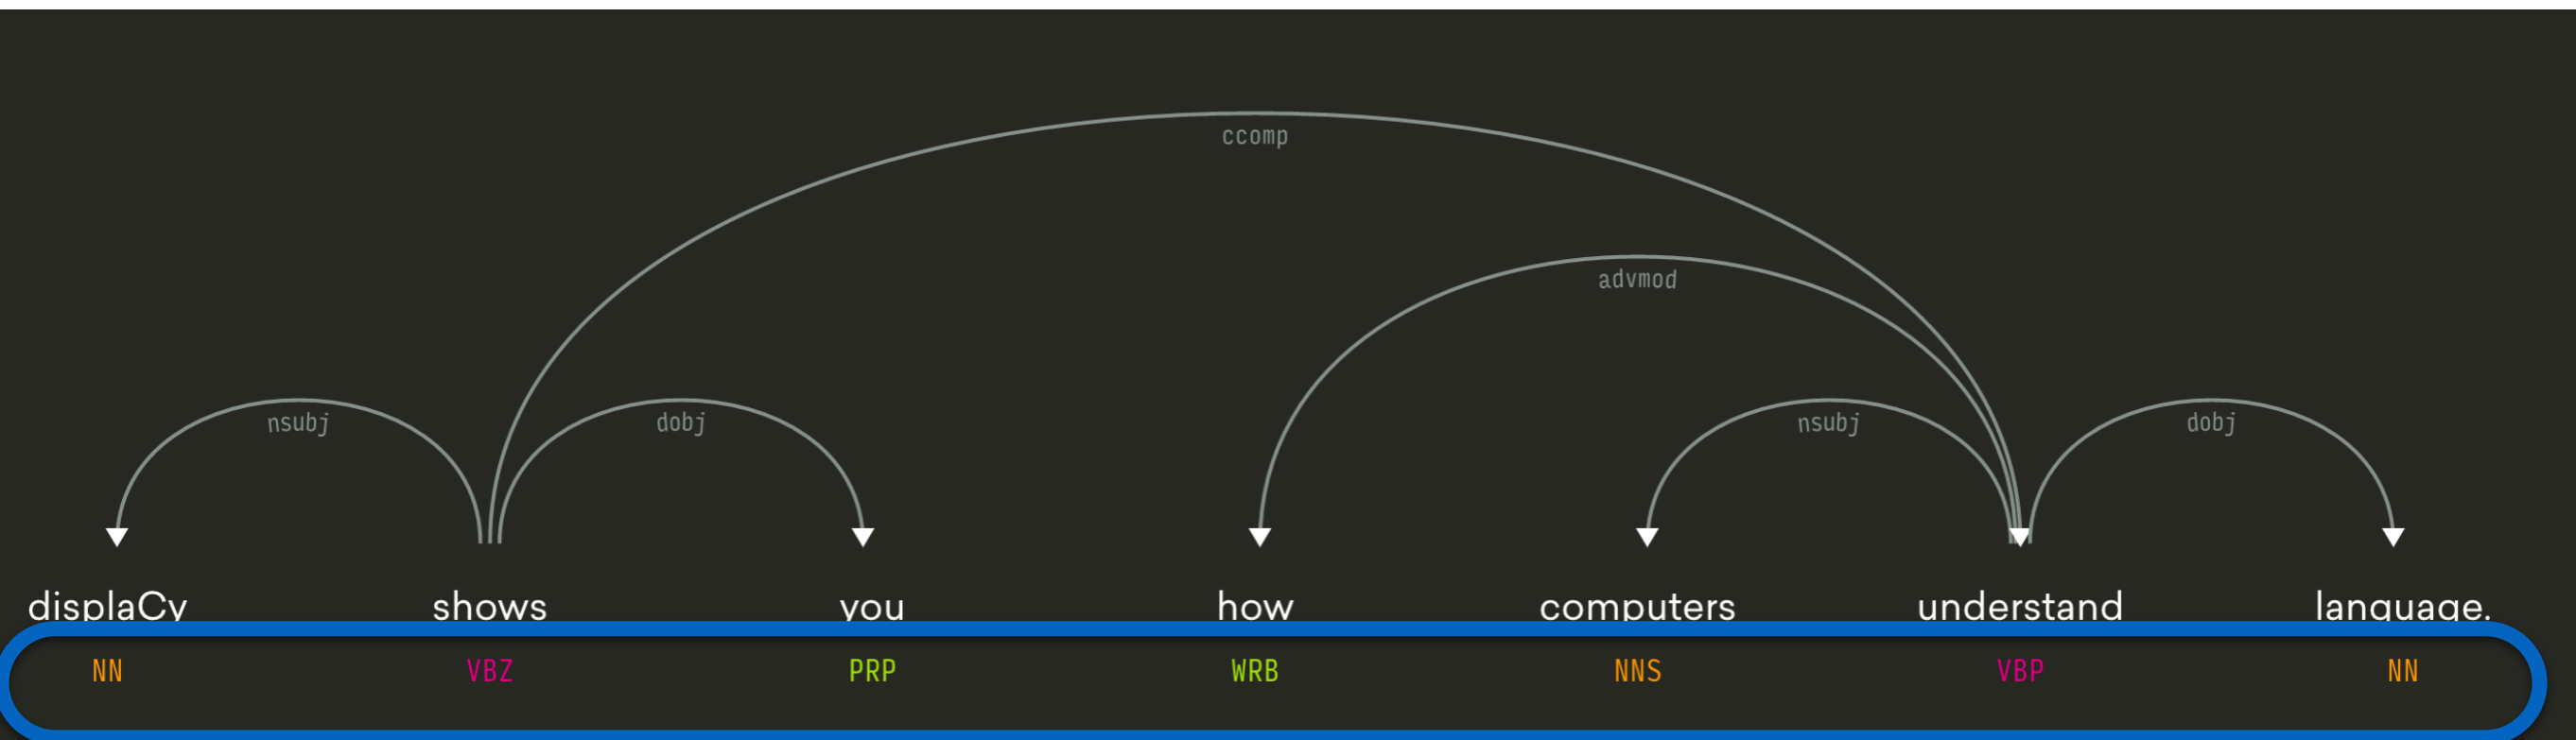 ccomp
advmod
nsubj dobj nsubj dobj
displaCy shows you how computers understand language.
NN VBZ PRP WRB NNS VBP NN